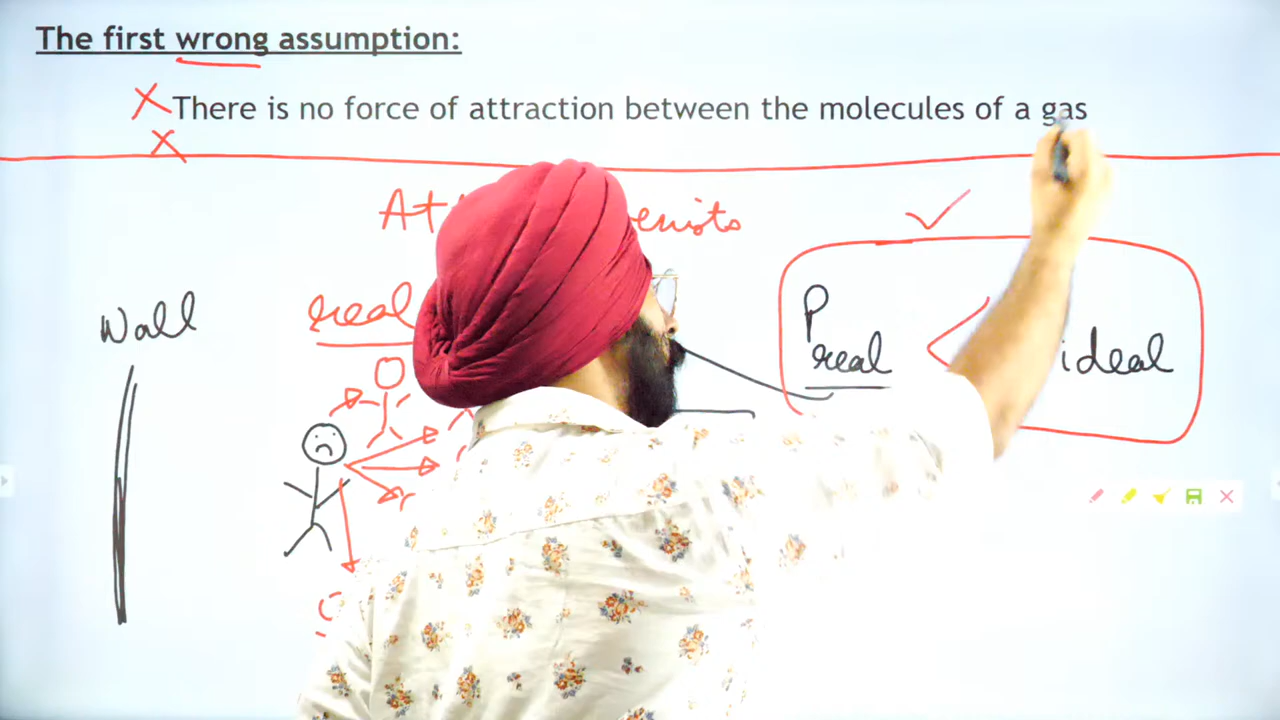 The first wrong assumption:
There is no force of attraction between the molecules of a gas
Wall
real
P real < ideal